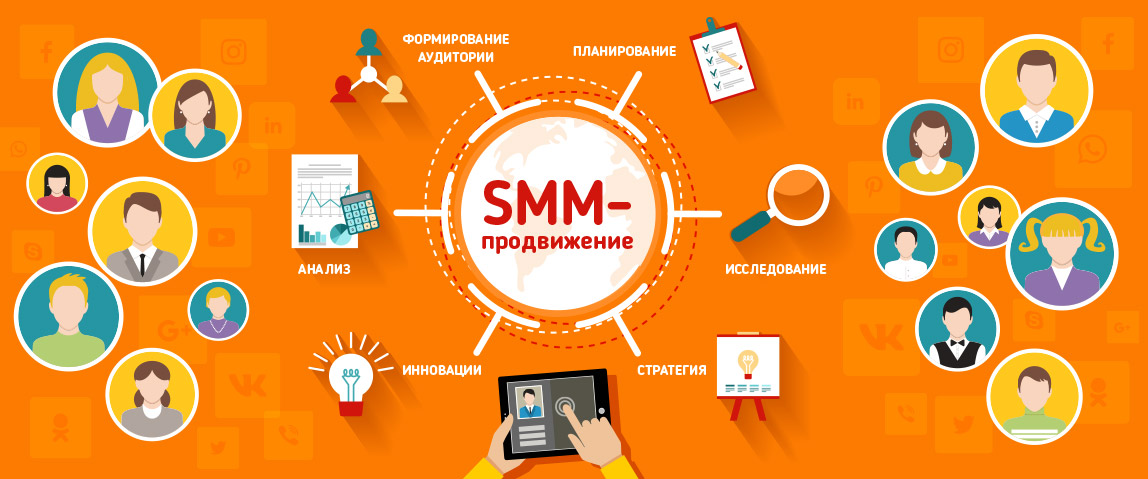 ФОРМИРОВАНИЕ
АУДИТОРИИ
ПЛАНИРОВАНИЕ
SMM-
продвижение
АНАЛИЗ
ИССЛЕДОВАНИЕ
ИННОВАЦИИ
СТРАТЕГИЯ